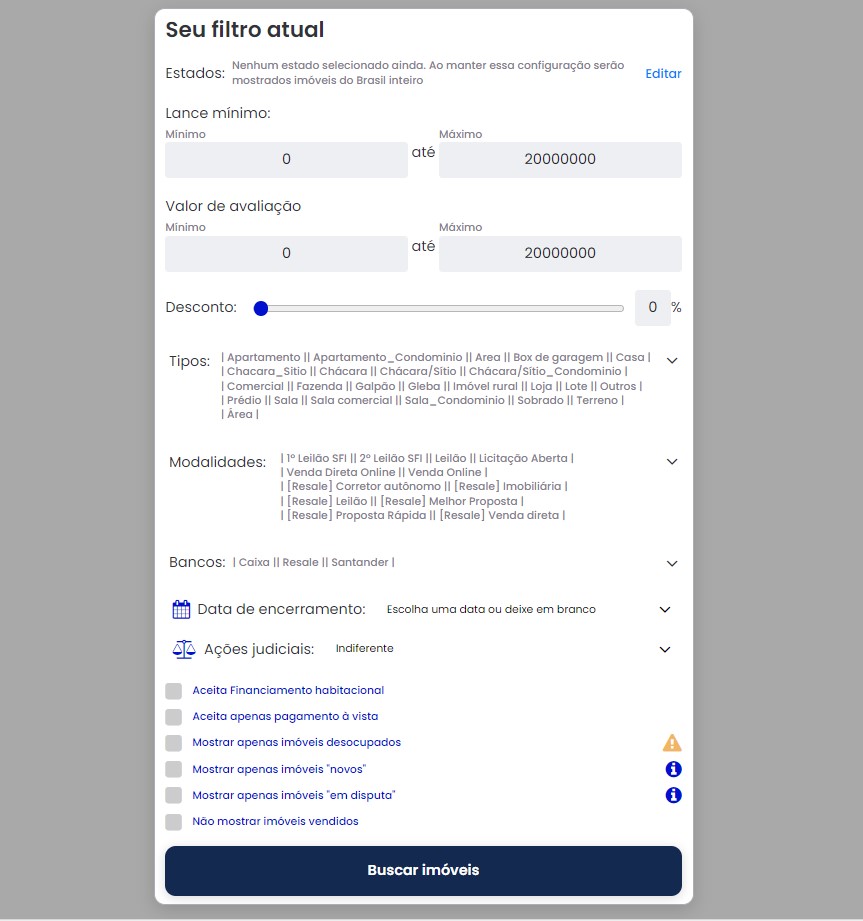 Seu filtro atual
Estados: Nenhum estado selecionado ainda. Ao manter essa configuração serão
mostrados imóveis do Brasil inteiro
Editar
Lance mínimo:
Mínimo
Máximo
0 até 20000000
Valor de avaliação
Mínimo
Máximo
0 até 20000000
Desconto: 0 %
Tipos: | Apartamento || Apartamento_Condominio || Area || Box de garagem || Casa |
| Chacara_Sitio || Chácara || Chácara/Sítio || Chácara/Sítio_Condominio |
| Comercial || Fazenda || Galpão || Gleba || Imóvel rural || Loja || Lote || Outros |
| Prédio || Sala || Sala comercial || Sala_Condominio || Sobrado || Terreno |
| Área |
Modalidades: | 1º Leilão SFI || 2º Leilão SFI || Leilão || Licitação Aberta |
| Venda Direta Online || Venda Online |
| [Resale] Corretor autônomo || [Resale] Imobiliária |
| [Resale] Leilão || [Resale] Melhor Proposta |
| [Resale] Proposta Rápida || [Resale] Venda direta |
Bancos: | Caixa || Resale || Santander |
Data de encerramento: Escolha uma data ou deixe em branco
Ações judiciais: Indiferente
Aceita Financiamento habitacional
Aceita apenas pagamento à vista
Mostrar apenas imóveis desocupados
Mostrar apenas imóveis "novos"
Mostrar apenas imóveis "em disputa"
Não mostrar imóveis vendidos
Buscar imóveis